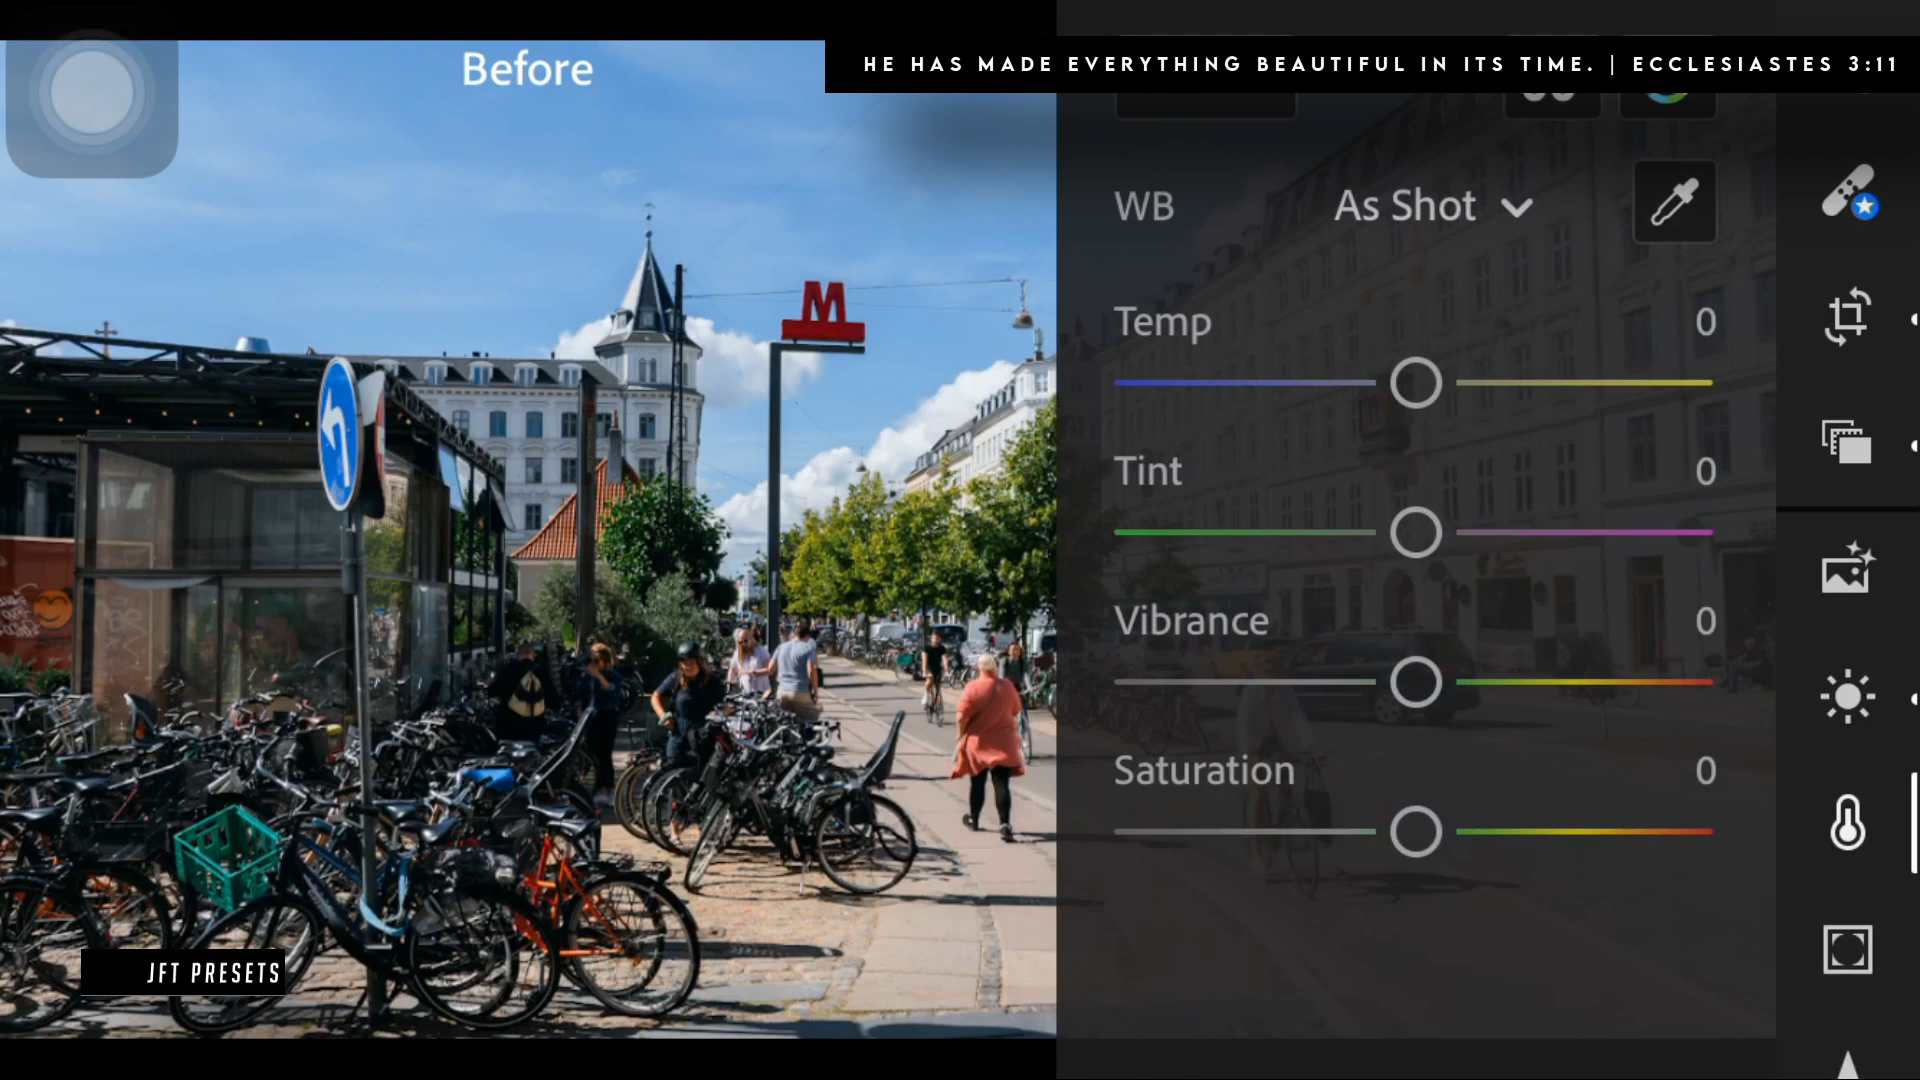 Before
HE HAS MADE EVERYTHING BEAUTIFUL IN ITS TIME. | ECCLESIASTES 3:11
WB
As Shot
Temp 0
Tint 0
Vibrance 0
Saturation 0
M
JFT PRESETS